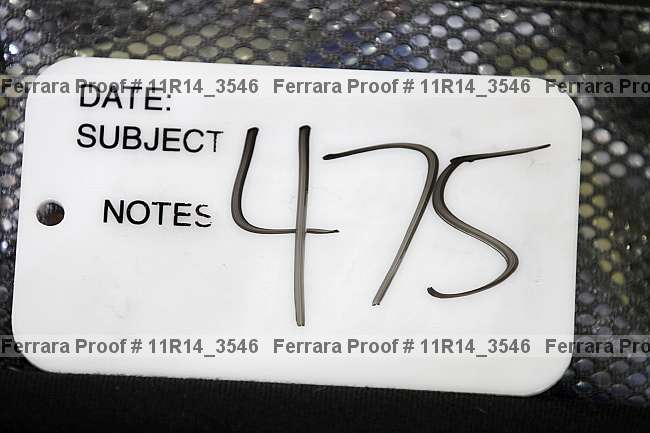 Ferrara Proof # 11R14_3546 Ferrara Proof # 11R14_3546 Ferrara Proof
DATE:
SUBJECT
475
NOTES
Ferrara Proof # 11R14_3546 Ferrara Proof # 11R14_3546 Ferrara Proof